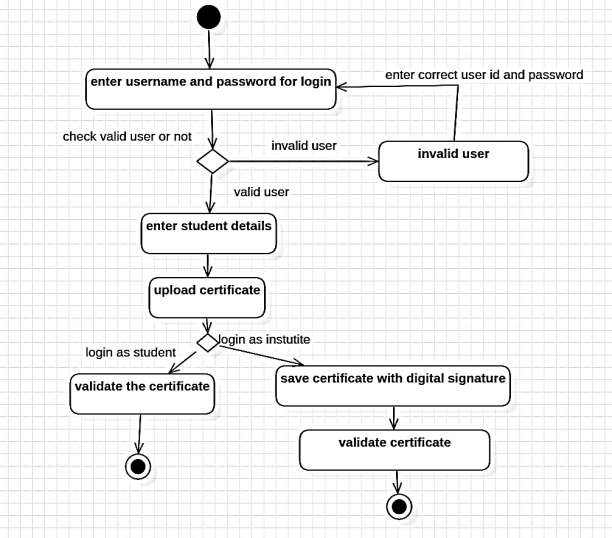 enter username and password for login
enter correct user id and password
check valid user or not
invalid user
invalid user
valid user
enter student details
upload certificate
login as instutite
login as student
validate the certificate
save certificate with digital signature
validate certificate